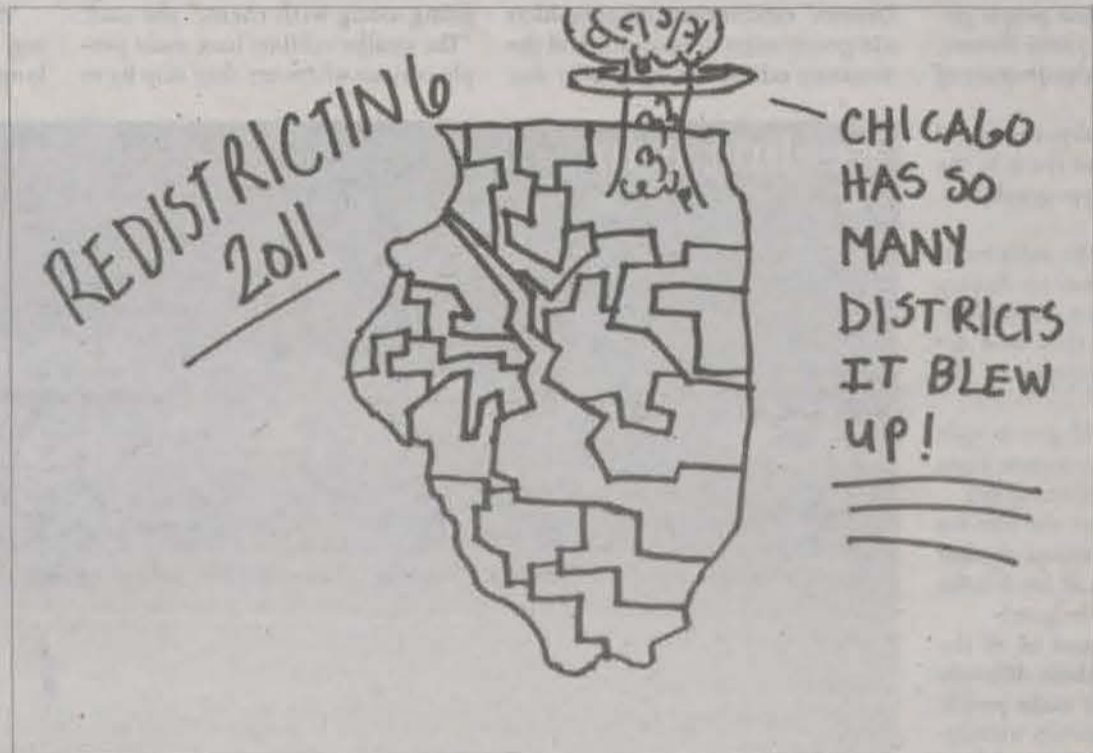 REDISTRICTING
2011
CHICAGO
HAS SO
MANY
DISTRICTS
IT BLEW
UP!